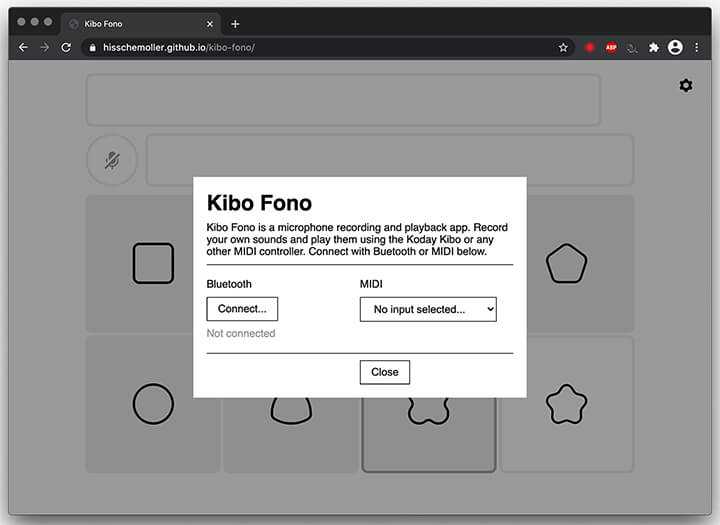 Kibo Fono
hisschemoller.github.io/kibo-fono/
ABP
Kibo Fono
Kibo Fono is a microphone recording and playback app. Record
your own sounds and play them using the Koday Kibo or any
other MIDI controller. Connect with Buetooth or MIDI below.
Bluetooth
MIDI
Connect...
No input selected...
Not connected
Close